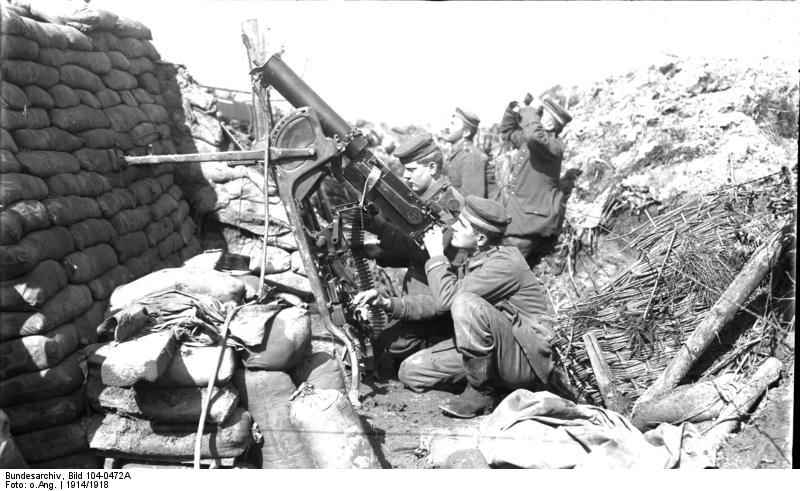 Bundesarchiv, Bild 104-0472A
Foto: o.Ang. | 1914/1918